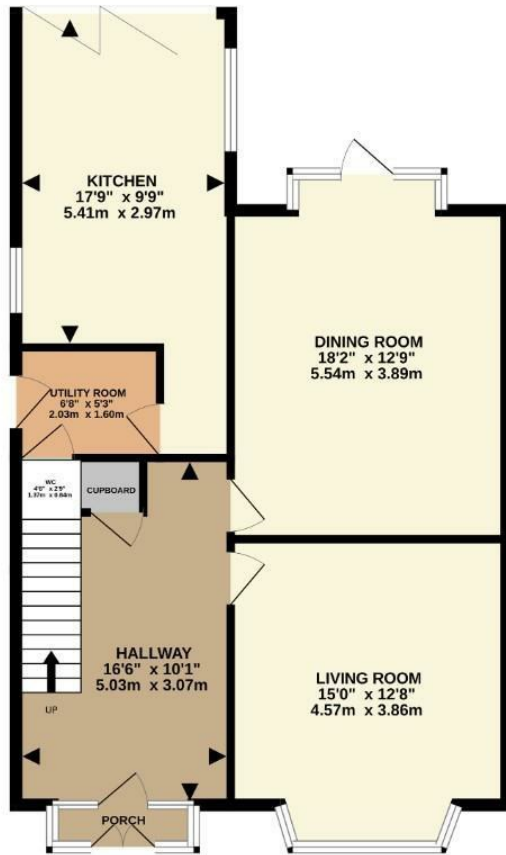 KITCHEN
17'9" x 9'9"
5.41m x 2.97m
DINING ROOM
18'2" x 12'9"
5.54m x 3.89m
UTILITY ROOM
6'8" x 5'3"
2.03m x 1.60m
WC
CUPBOARD
HALLWAY
16'6" x 10'1"
5.03m x 3.07m
LIVING ROOM
15'0" x 12'8"
4.57m x 3.86m
UP
PORCH